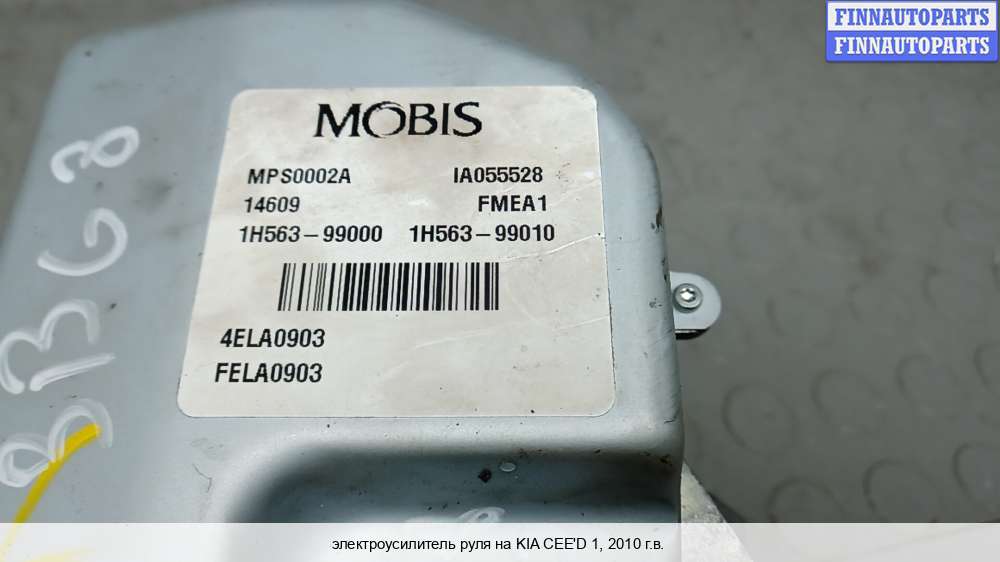 FINNAUTOPARTS
FINNAUTOPARTS
MOBIS
MPS0002A IA055528
14609 FMEA1
1H563-99000 1H563-99010
4ELA0903
FELA0903
электроусилитель руля на KIA CEE'D 1, 2010 г.в.